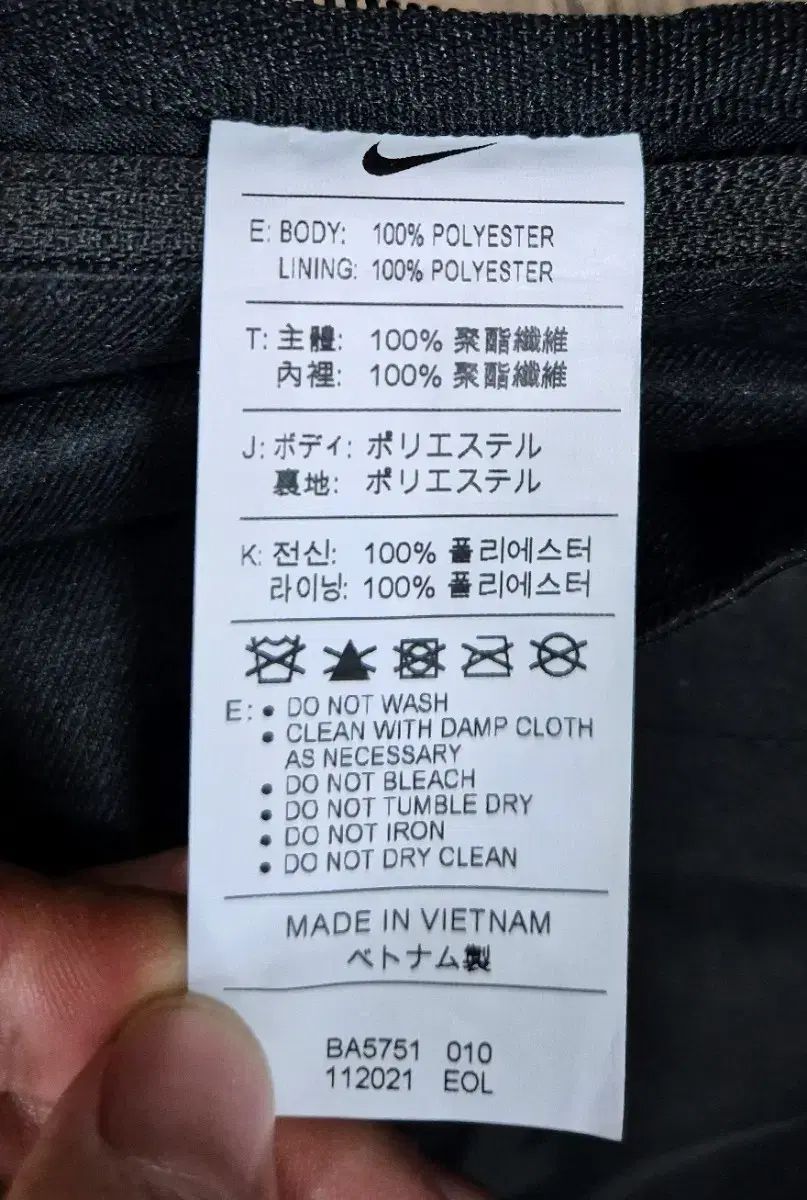 E: BODY: 100% POLYESTER
LINING: 100% POLYESTER
T: 主體: 100% 聚酯纖維
內裡: 100% 聚酯纖維
J: ボディ: ポリエステル
裏地: ポリエステル
K: 전신: 100% 폴리에스터
라이닝: 100% 폴리에스터
E: • DO NOT WASH
• CLEAN WITH DAMP CLOTH
AS NECESSARY
• DO NOT BLEACH
• DO NOT TUMBLE DRY
• DO NOT IRON
• DO NOT DRY CLEAN
MADE IN VIETNAM
ベトナム製
BA5751 010
112021 EOL